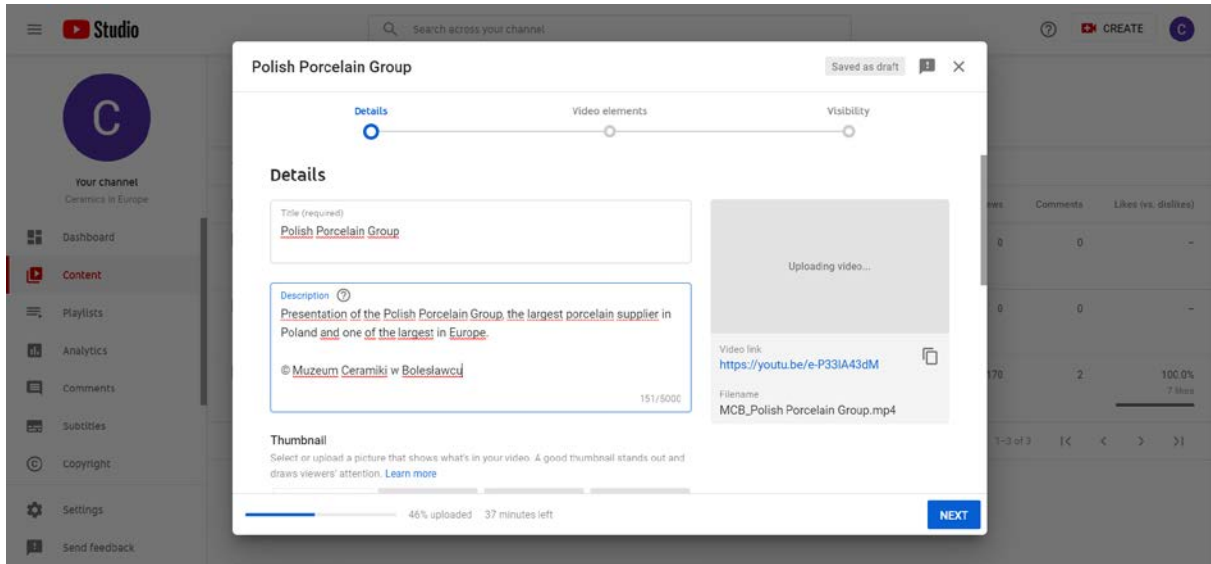 Studio
Search across your channel
CREATE
C
C
Your channel
Ceramics in Europe
Dashboard
Content
Playlists
Analytics
Comments
Subtitles
Copyright
Settings
Send feedback
Polish Porcelain Group
Saved as draft
Details
Video elements
Visibility
Details
Title (required)
Polish Porcelain Group
Description
Presentation of the Polish Porcelain Group, the largest porcelain supplier in
Poland and one of the largest in Europe.
© Muzeum Ceramiki w Bolesławcu
151/5000
Thumbnail
Select or upload a picture that shows what's in your video. A good thumbnail stands out and
draws viewers' attention. Learn more
Uploading video...
Video link
https://youtu.be/e-P33IA43dM
Filename
MCB_Polish Porcelain Group.mp4
46% uploaded 37 minutes left
NEXT
Comments Likes (vs. dislikes)
0 0 –
0 0 –
2 100.0%
7 likes
1–3 of 3